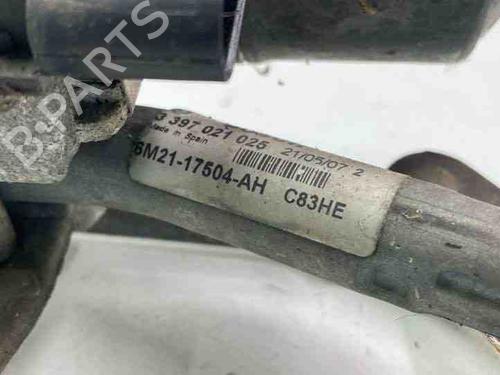 3 397 021 025 21/05/07 2
Made in Spain
6M21-17504-AH C83HE
B-PARTS